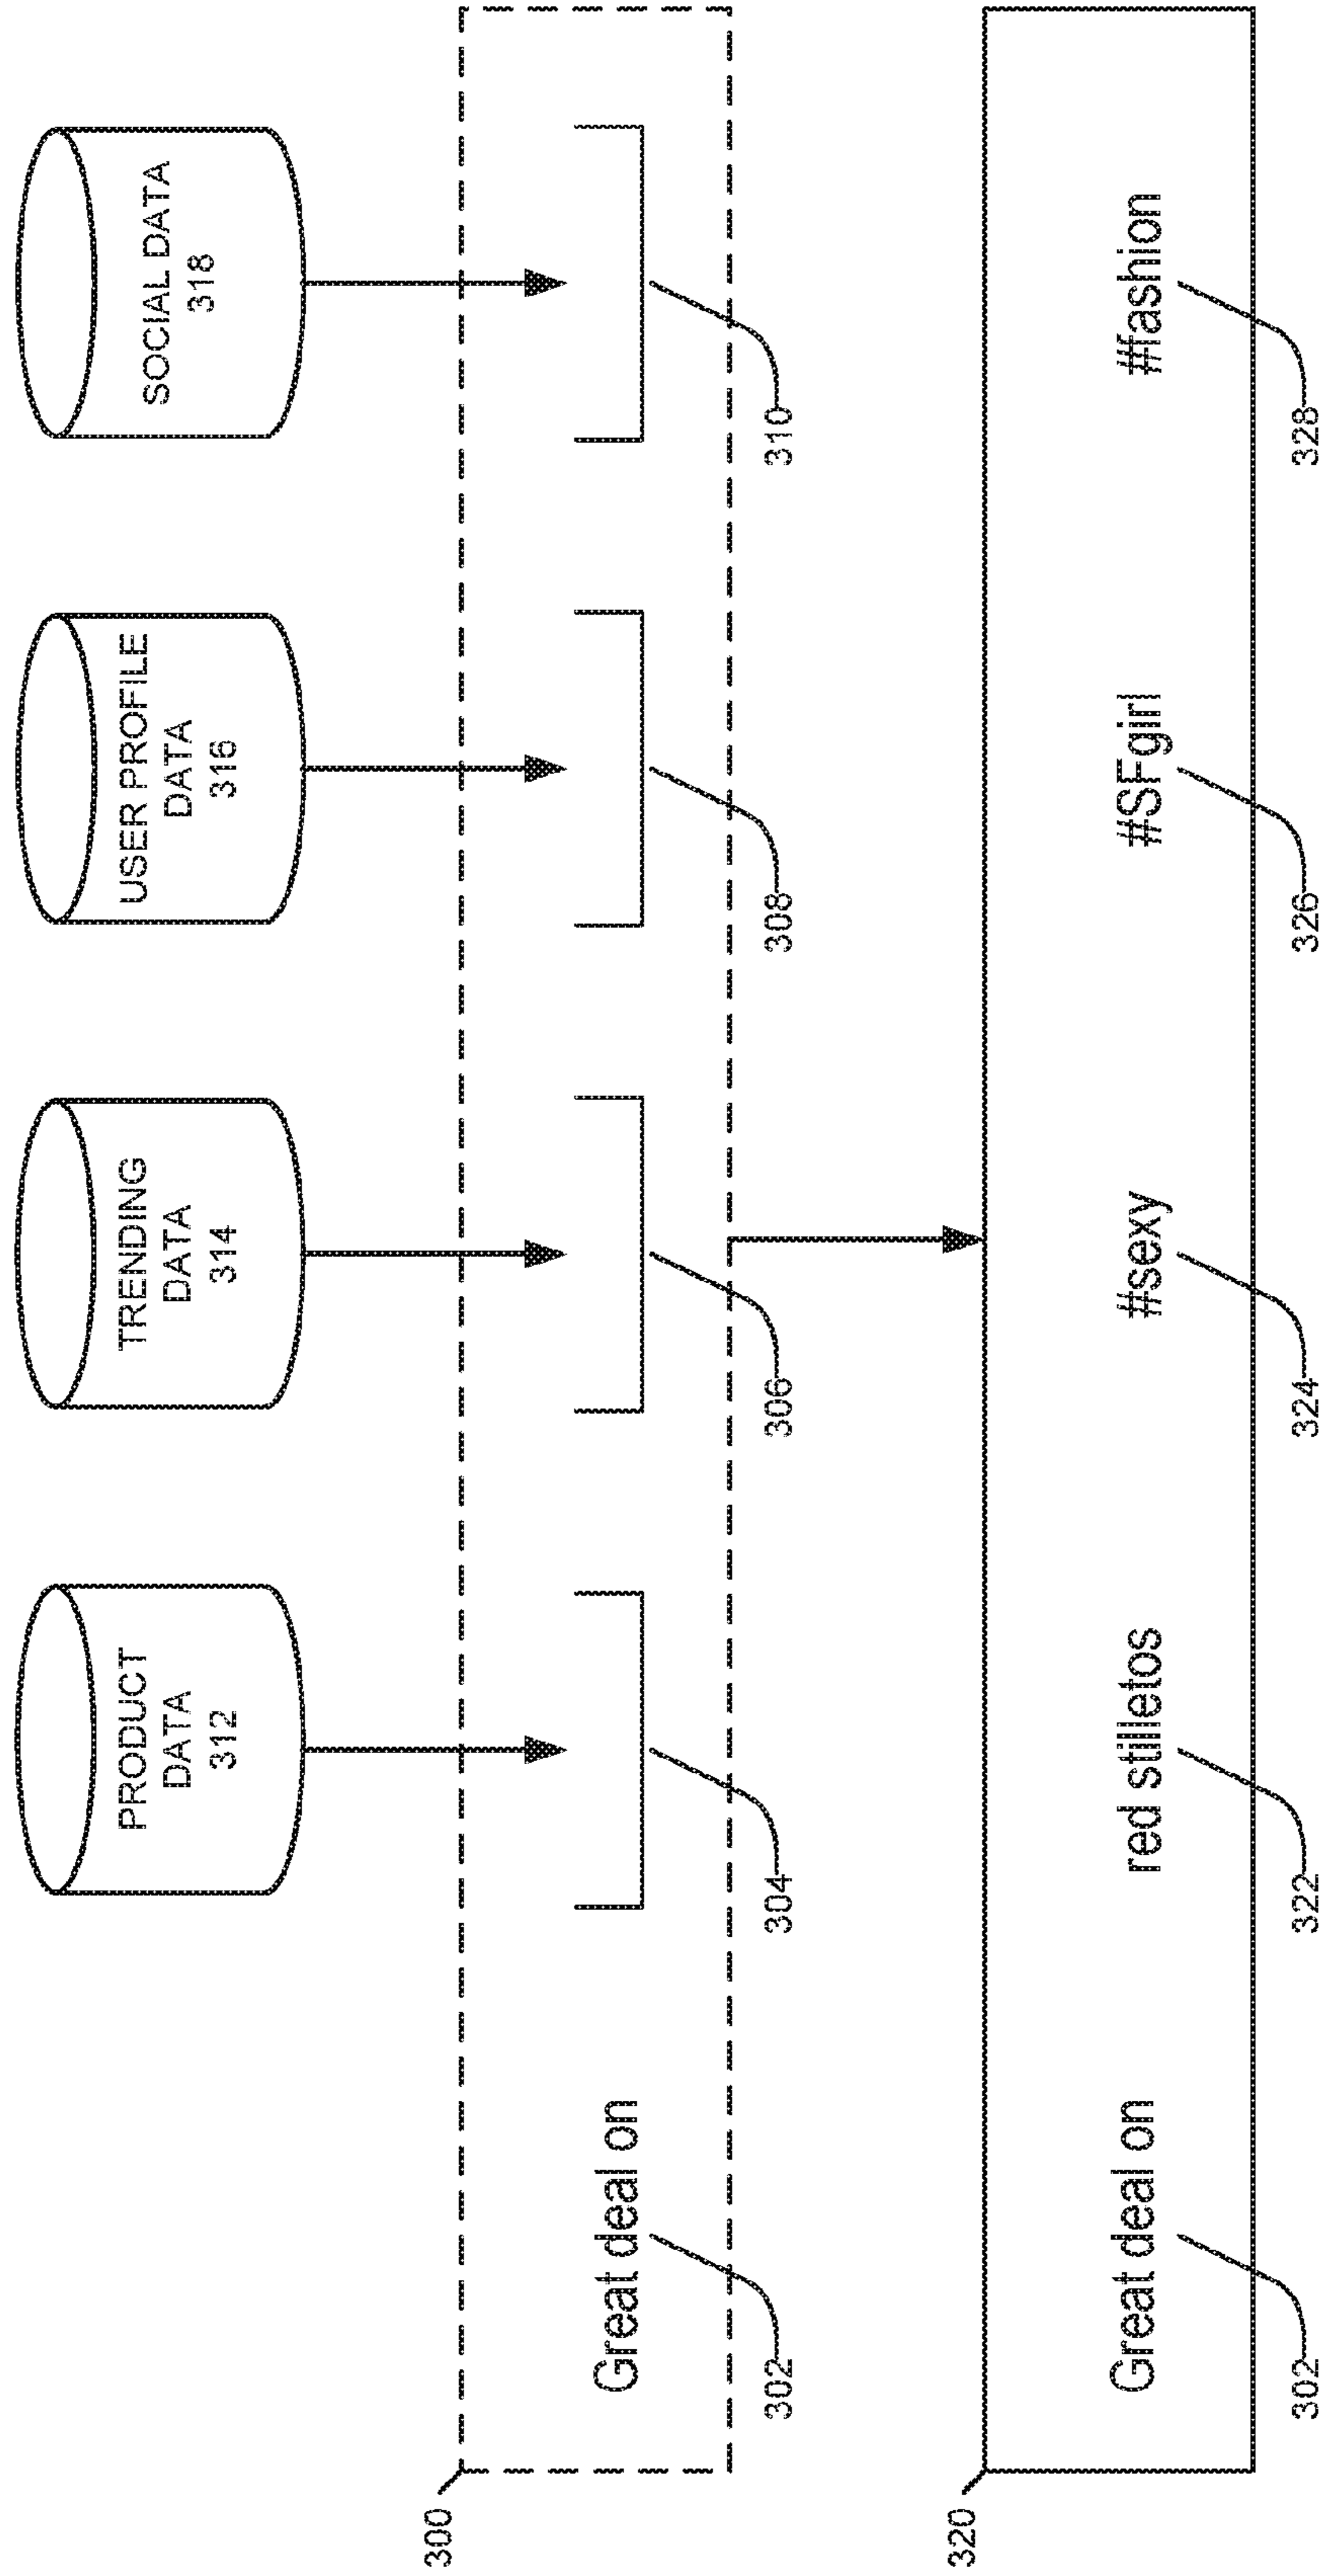 PRODUCT
DATA
312
TRENDING
DATA
314
USER PROFILE
DATA
316
SOCIAL DATA
318
300
Great deal on
302
304
306
308
310
320
Great deal on
red stilletos
#sexy
#SFgirl
#fashion
302
322
324
326
328